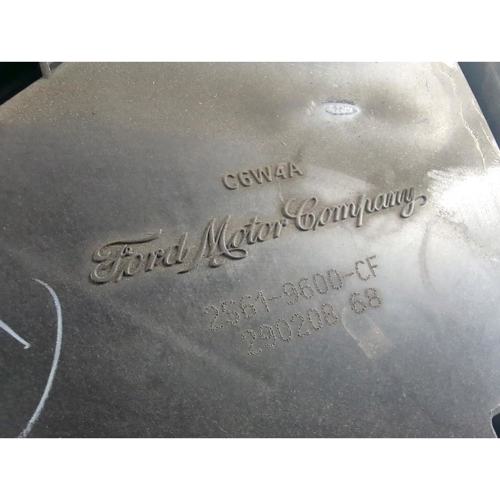 C6W4A
Ford Motor Company
2S61-9600-CF
290208 68